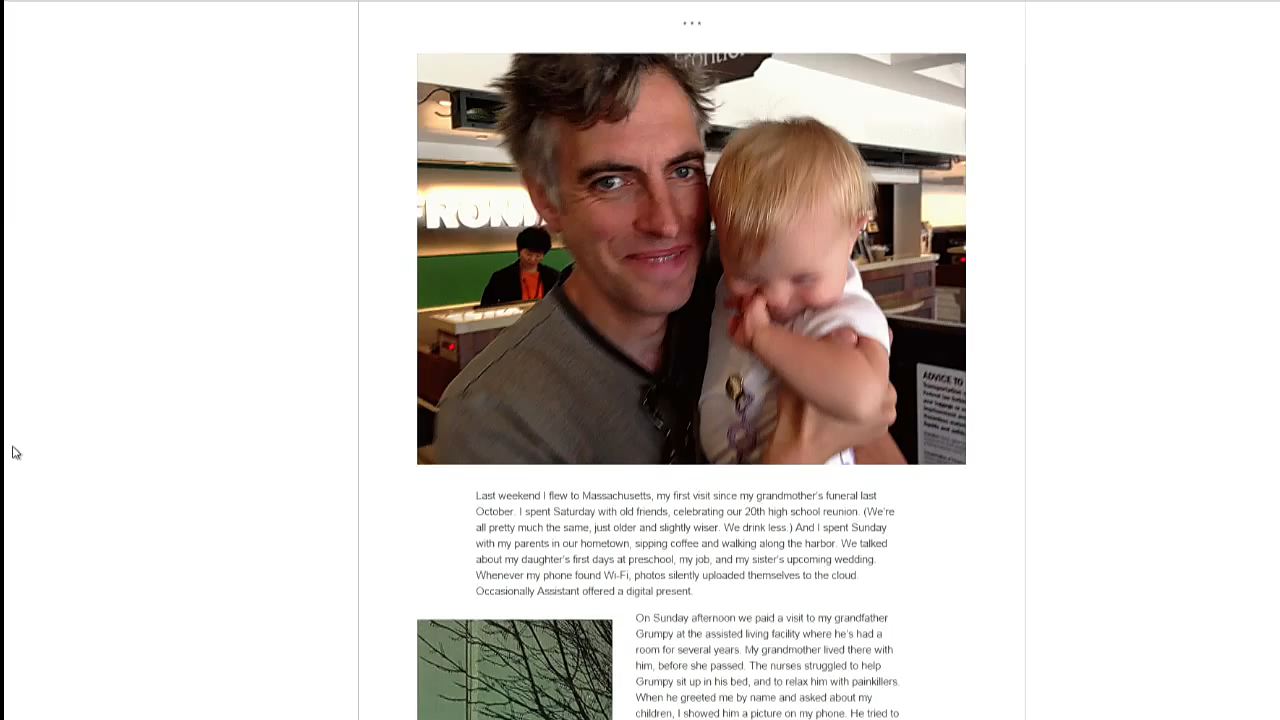 •••
Frontier
FRONT
ADVICE TO
Last weekend I flew to Massachusetts, my first visit since my grandmother's funeral last
October. I spent Saturday with old friends, celebrating our 20th high school reunion. (We're
all pretty much the same, just older and slightly wiser. We drink less.) And I spent Sunday
with my parents in our hometown, sipping coffee and walking along the harbor. We talked
about my daughter's first days at preschool, my job, and my sister's upcoming wedding.
Whenever my phone found Wi-Fi, photos silently uploaded themselves to the cloud.
Occasionally Assistant offered a digital present.
On Sunday afternoon we paid a visit to my grandfather
Grumpy at the assisted living facility where he's had a
room for several years. My grandmother lived there with
him, before she passed. The nurses struggled to help
Grumpy sit up in his bed, and to relax him with painkillers.
When he greeted me by name and asked about my
children, I showed him a picture on my phone. He tried to